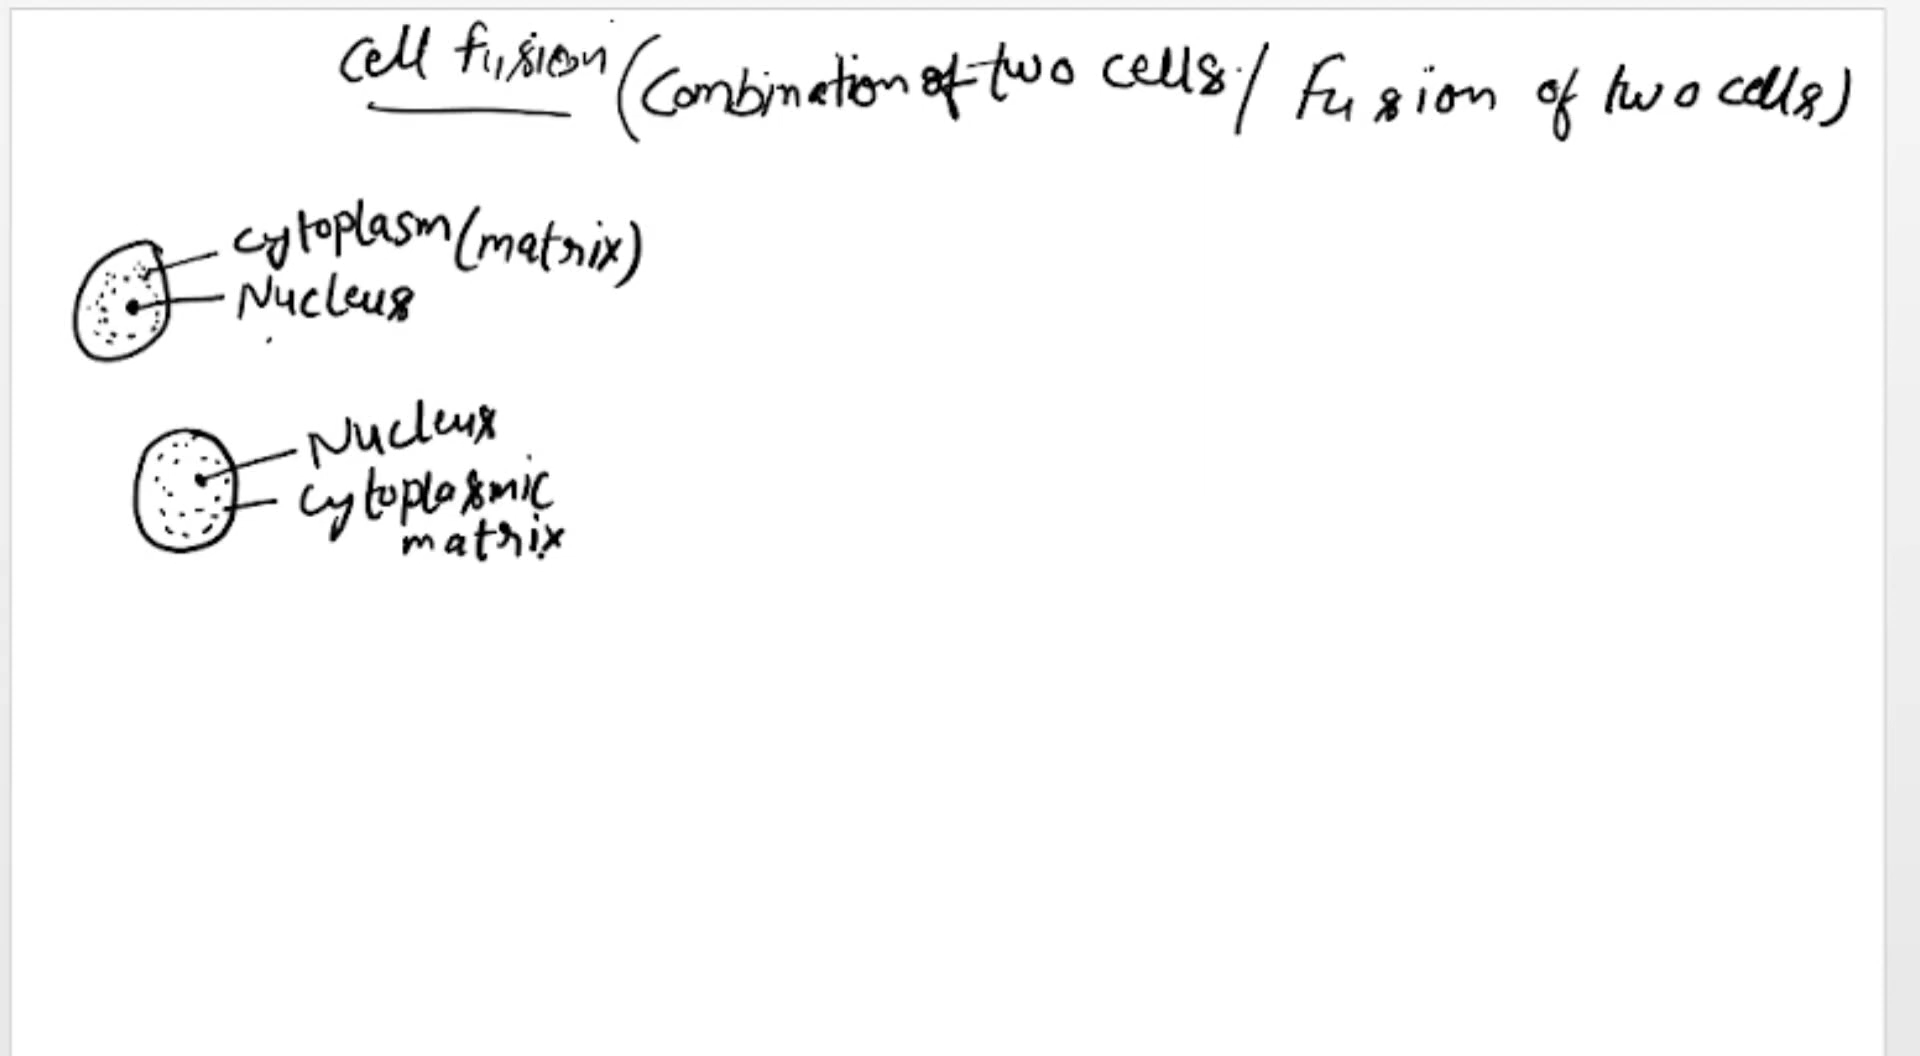 Cell fusion (Combination of two cells / Fusion of two cells)
Cytoplasm (matrix)
Nucleus
Nucleus
Cytoplasmic
matrix